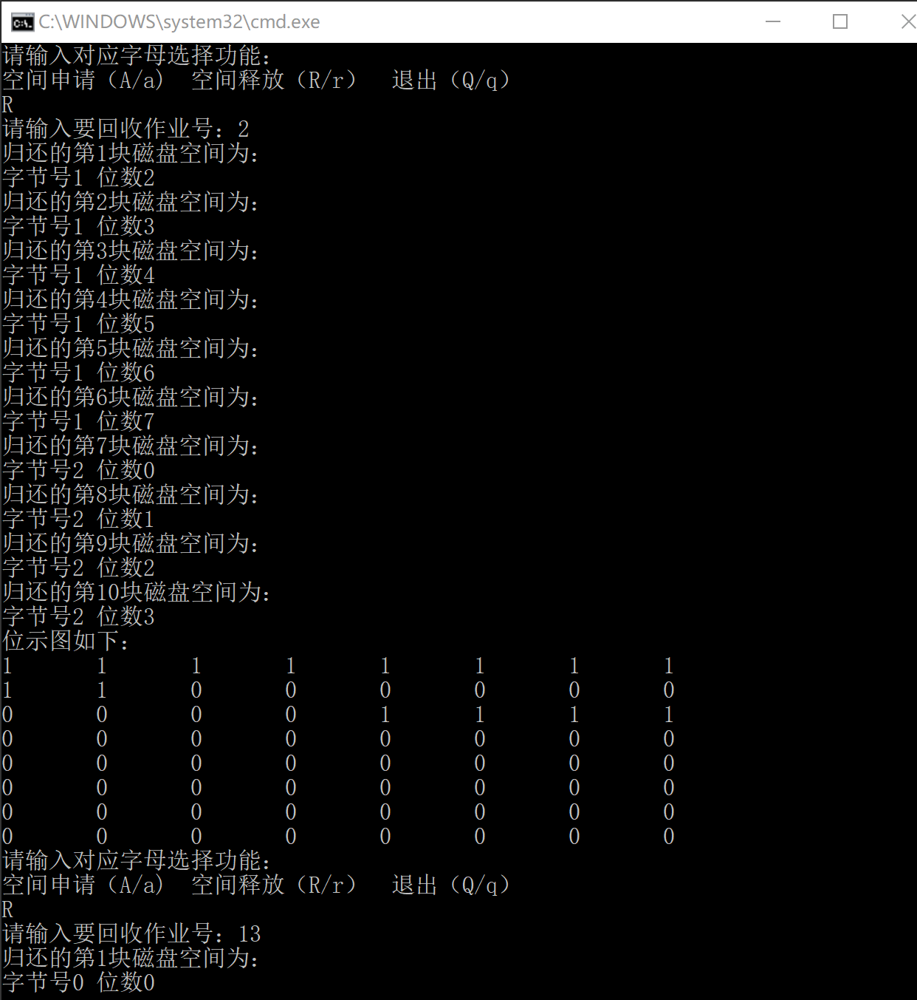 C:\WINDOWS\system32\cmd.exe
请输入对应字母选择功能：
空间申请（A/a） 空间释放（R/r） 退出（Q/q）
R
请输入要回收作业号：2
归还的第1块磁盘空间为：
字节号1 位数2
归还的第2块磁盘空间为：
字节号1 位数3
归还的第3块磁盘空间为：
字节号1 位数4
归还的第4块磁盘空间为：
字节号1 位数5
归还的第5块磁盘空间为：
字节号1 位数6
归还的第6块磁盘空间为：
字节号1 位数7
归还的第7块磁盘空间为：
字节号2 位数0
归还的第8块磁盘空间为：
字节号2 位数1
归还的第9块磁盘空间为：
字节号2 位数2
归还的第10块磁盘空间为：
字节号2 位数3
位示图如下：
1 1 1 1 1 1 1 1
1 1 0 0 0 0 0 0
0 0 0 0 1 1 1 1
0 0 0 0 0 0 0 0
0 0 0 0 0 0 0 0
0 0 0 0 0 0 0 0
0 0 0 0 0 0 0 0
0 0 0 0 0 0 0 0
请输入对应字母选择功能：
空间申请（A/a） 空间释放（R/r） 退出（Q/q）
R
请输入要回收作业号：13
归还的第1块磁盘空间为：
字节号0 位数0